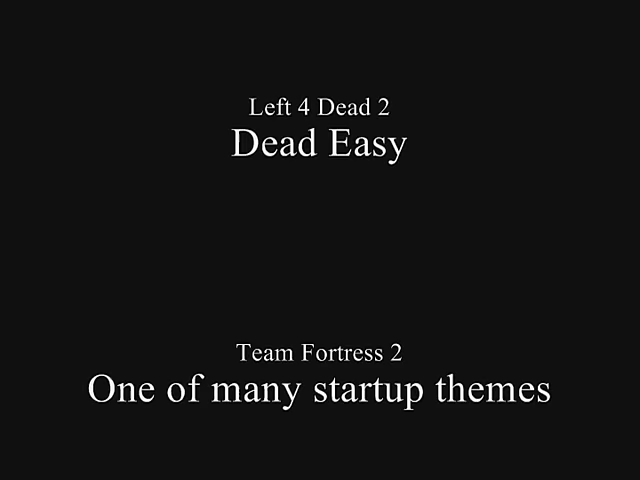 Left 4 Dead 2
Dead Easy
Team Fortress 2
One of many startup themes